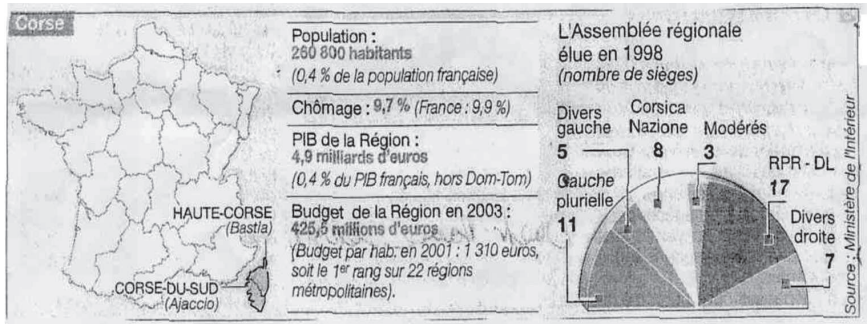 Corse
HAUTE-CORSE
(Bastia)
CORSE-DU-SUD
(Ajaccio)
Population :
260 800 habitants
(0,4 % de la population française)
Chômage : 9,7 % (France : 9,9 %)
PIB de la Région :
4,9 milliards d'euros
(0,4 % du PIB français, hors Dom-Tom)
Budget de la Région en 2003 :
425,5 millions d'euros
(Budget par hab. en 2001 : 1 310 euros,
soit le 1er rang sur 22 régions
métropolitaines).
L'Assemblée régionale
élue en 1998
(nombre de sièges)
Gauche
plurielle
11
Divers
gauche
5
Corsica
Nazione
8
Modérés
3
RPR - DL
17
Divers
droite
7
Source : Ministère de l'Intérieur